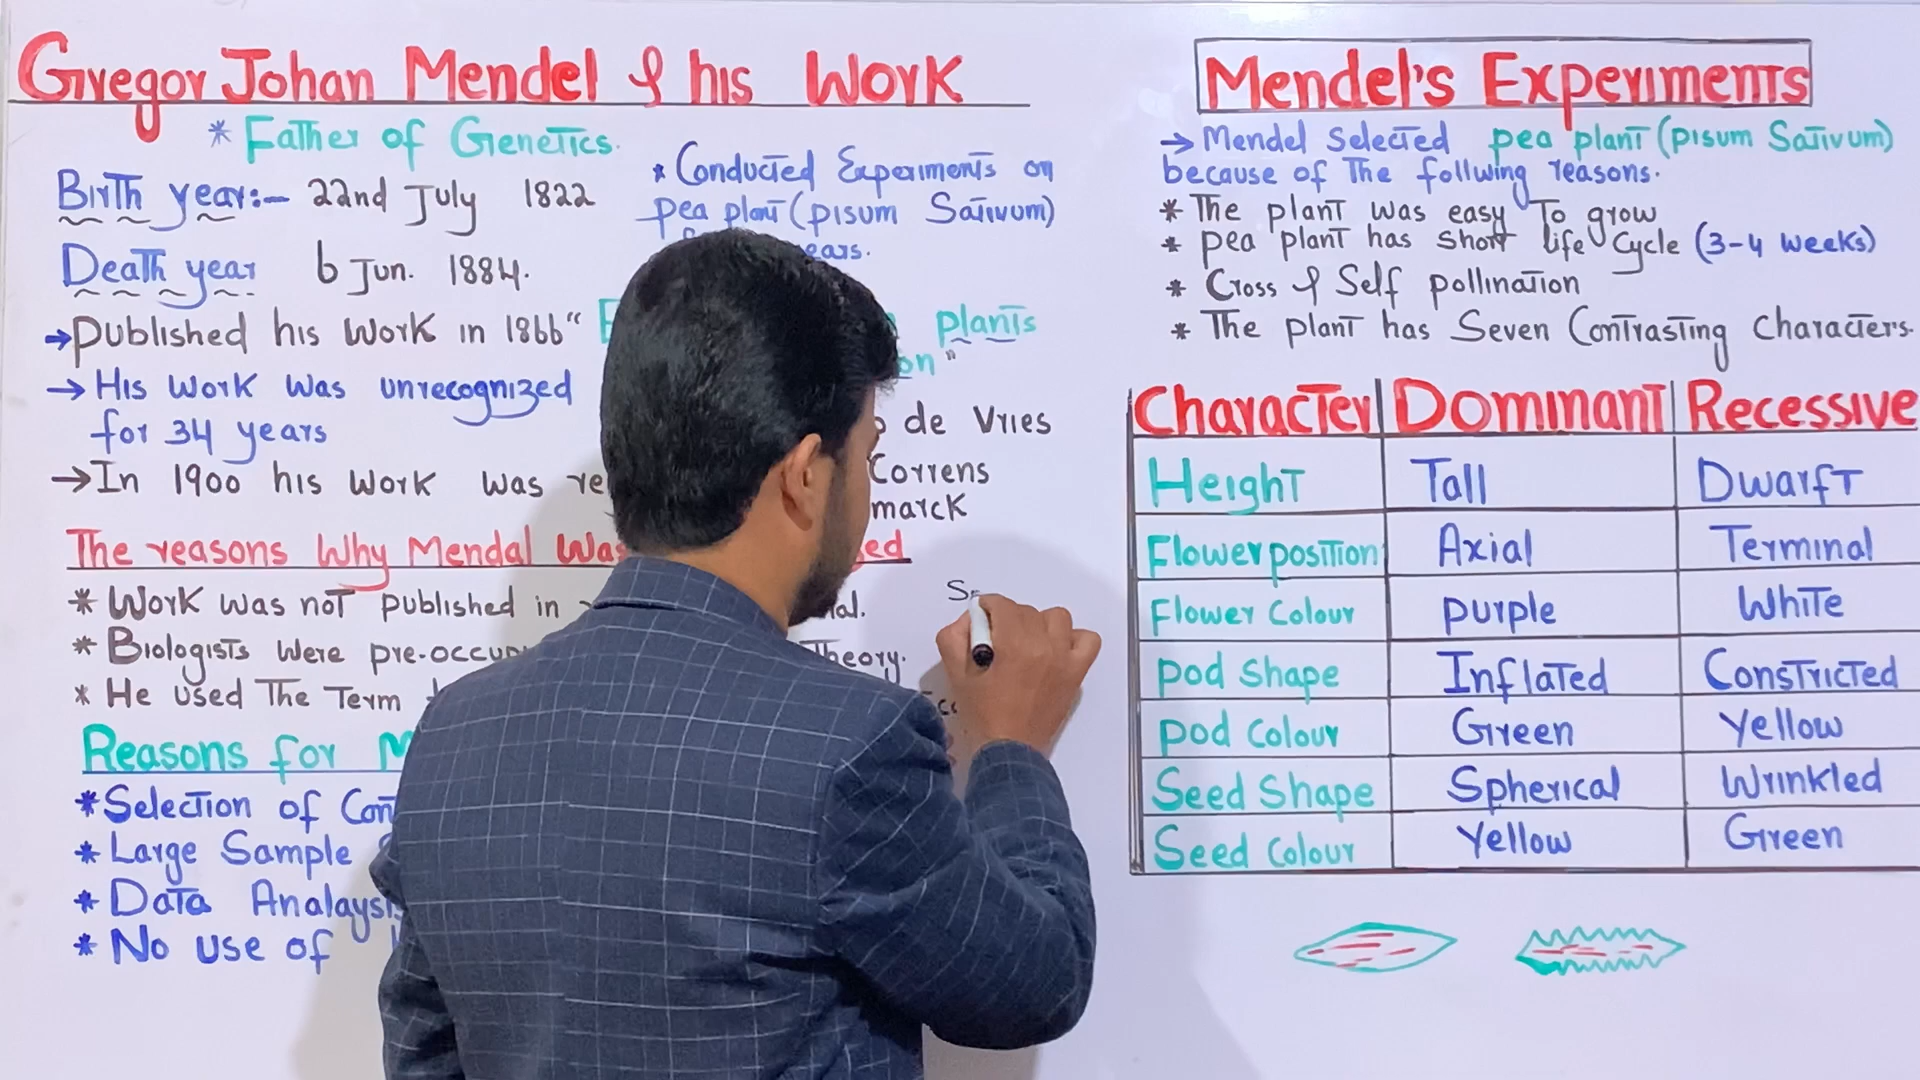 Gregor Johan Mendel & his Work
* Father of Genetics.
Birth year:- 22nd July 1822
Death year 6 Jun. 1884.
* Conducted Experiments on
pea plant (pisum Sativum)
ears.
→ published his Work in 1866 " plants
on"
→ His work was unrecognized
for 34 years
→ In 1900 his Work was re
de Vries
Correns
marck
The reasons Why Mendal Was ed
* Work was not published in al.
* Biologists were pre-occup Theory.
* He used The Term
S
Reasons for M
* Selection of Cont
* Large Sample
* Data Analaysis
* No use of
Mendel's Experiments
→ Mendel selected pea plant (pisum Sativum)
because of The follwing reasons.
* The plant was easy To grow
* pea plant has short life Cycle (3-4 weeks)
* Cross & Self pollination
* The plant has Seven Contrasting characters.
Character Dominant Recessive
Height Tall Dwarft
Flower position Axial Terminal
Flower Colour purple White
pod Shape Inflated Constricted
pod Colour Green yellow
Seed Shape Spherical Wrinkled
Seed Colour yellow Green